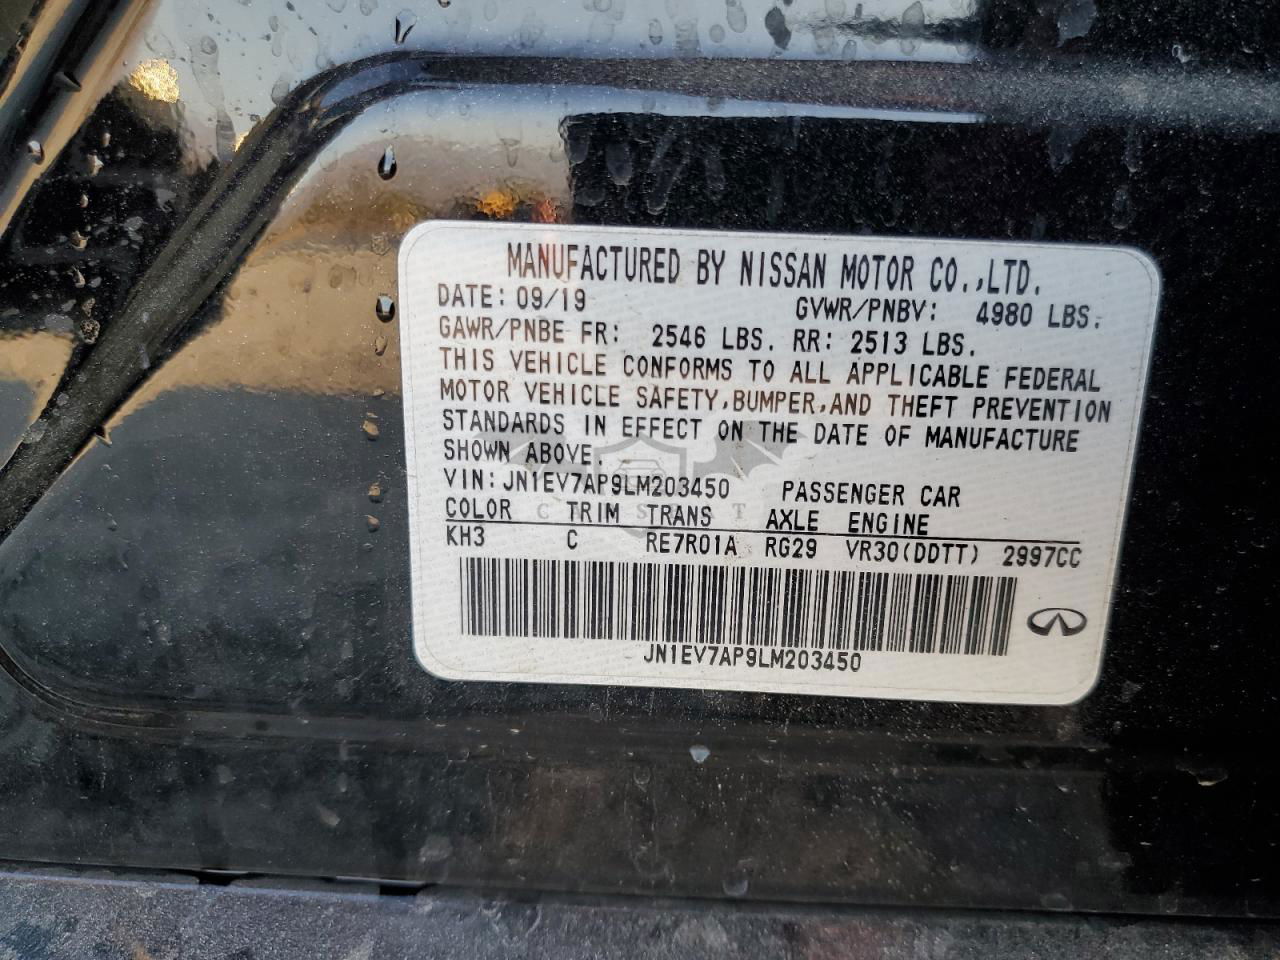 MANUFACTURED BY NISSAN MOTOR CO.,LTD.
DATE: 09/19 GVWR/PNBV: 4980 LBS.
GAWR/PNBE FR: 2546 LBS. RR: 2513 LBS.
THIS VEHICLE CONFORMS TO ALL APPLICABLE FEDERAL
MOTOR VEHICLE SAFETY,BUMPER,AND THEFT PREVENTION
STANDARDS IN EFFECT ON THE DATE OF MANUFACTURE
SHOWN ABOVE.
VIN: JN1EV7AP9LM203450 PASSENGER CAR
COLOR TRIM TRANS AXLE ENGINE
KH3 C RE7R01A RG29 VR30(DDTT) 2997CC
JN1EV7AP9LM203450